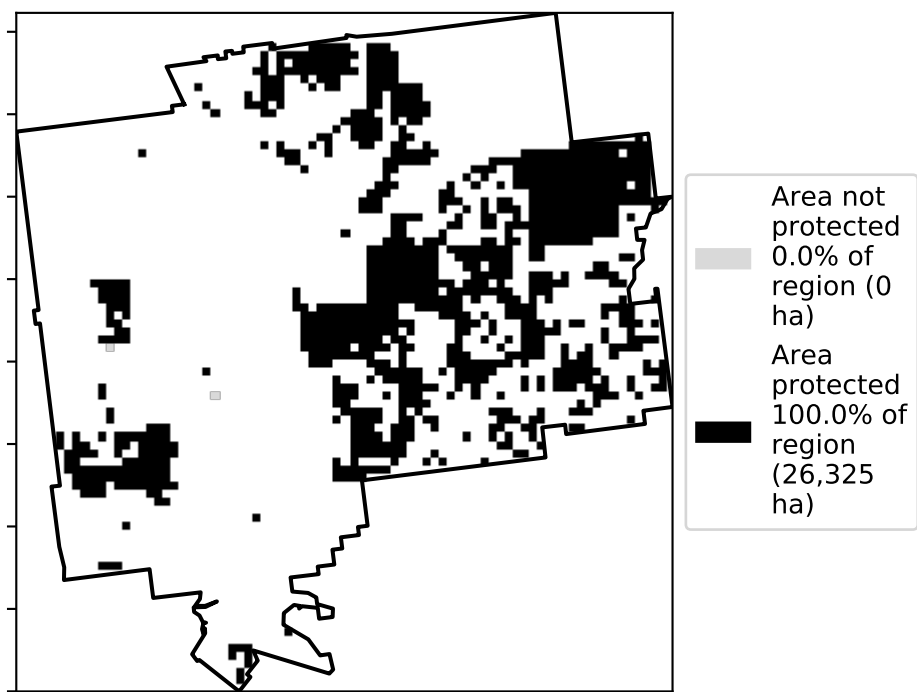 Area not
protected
0.0% of
region (0
ha)
Area
protected
100.0% of
region
(26,325
ha)